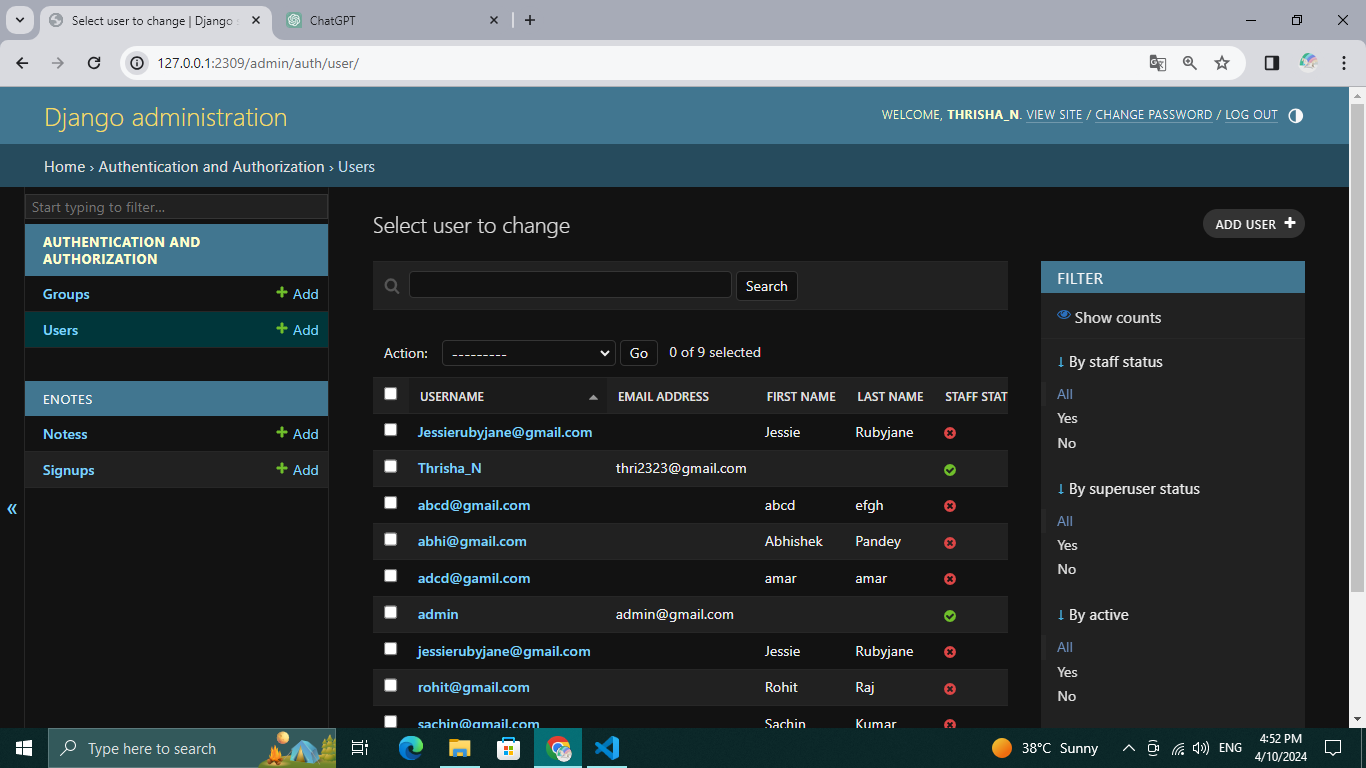 Select user to change | Django s
ChatGPT
127.0.0.1:2309/admin/auth/user/
Django administration
WELCOME, THRISHA_N. VIEW SITE / CHANGE PASSWORD / LOG OUT
Home › Authentication and Authorization › Users
Start typing to filter...
AUTHENTICATION AND
AUTHORIZATION
Groups + Add
Users + Add
ENOTES
Notess + Add
Signups + Add
«
Select user to change
ADD USER +
Search
Action: --------- Go 0 of 9 selected
USERNAME EMAIL ADDRESS FIRST NAME LAST NAME STAFF STAT
Jessierubyjane@gmail.com Jessie Rubyjane
Thrisha_N thri2323@gmail.com
abcd@gmail.com abcd efgh
abhi@gmail.com Abhishek Pandey
adcd@gamil.com amar amar
admin admin@gmail.com
jessierubyjane@gmail.com Jessie Rubyjane
rohit@gmail.com Rohit Raj
sachin@gmail.com Sachin Kumar
FILTER
Show counts
↓ By staff status
All
Yes
No
↓ By superuser status
All
Yes
No
↓ By active
All
Yes
No
Type here to search
38°C Sunny
ENG
4:52 PM
4/10/2024